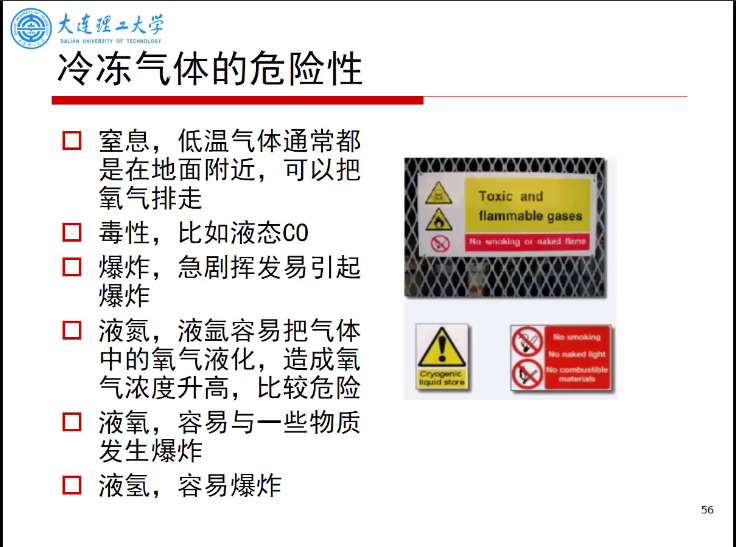 大连理工大学
DALIAN UNIVERSITY OF TECHNOLOGY
冷冻气体的危险性
窒息，低温气体通常都
是在地面附近，可以把
氧气排走
毒性，比如液态CO
爆炸，急剧挥发易引起
爆炸
液氮，液氩容易把气体
中的氧气液化，造成氧
气浓度升高，比较危险
液氧，容易与一些物质
发生爆炸
液氢，容易爆炸
Toxic and
flammable gases
No smoking or naked flame
Cryogenic
liquid store
No smoking
No naked light
No combustible
materials
56